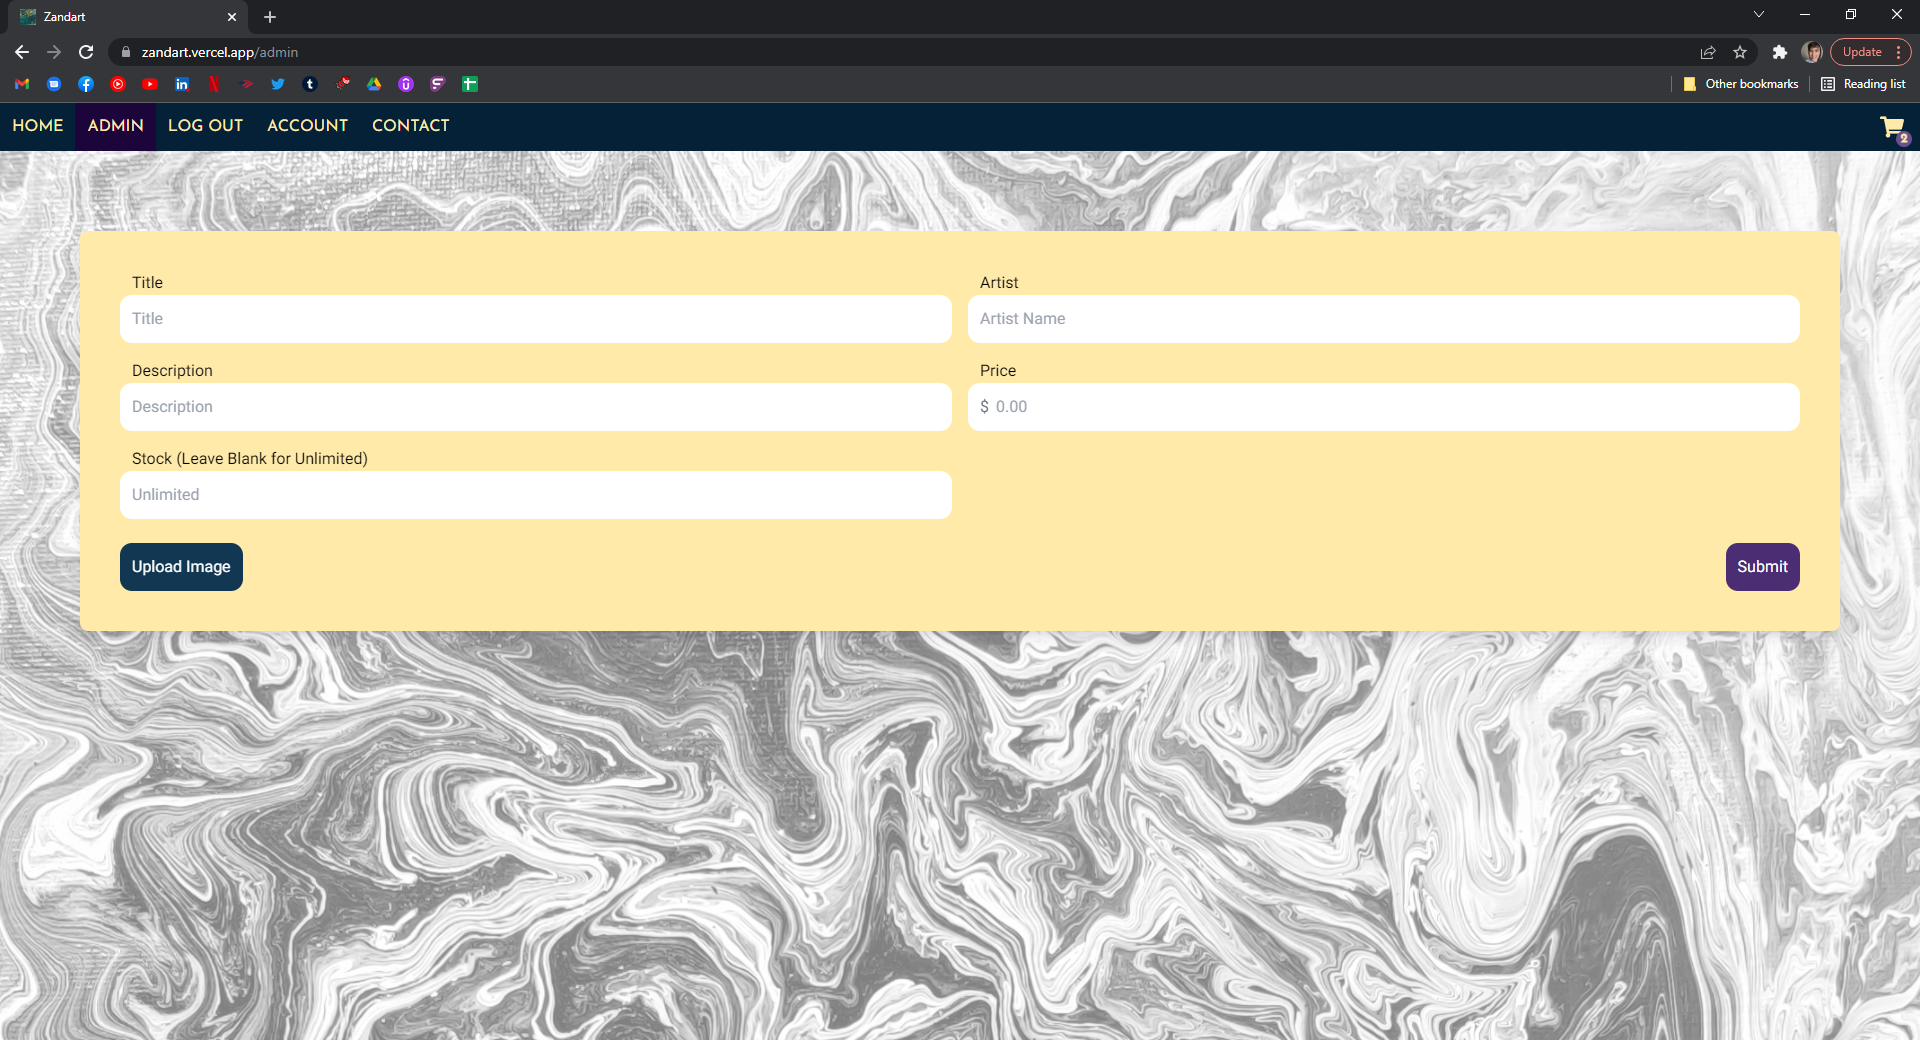 Zandart
zandart.vercel.app/admin
Update
Other bookmarks
Reading list
HOME ADMIN LOG OUT ACCOUNT CONTACT
2
Title
Title
Artist
Artist Name
Description
Description
Price
$ 0.00
Stock (Leave Blank for Unlimited)
Unlimited
Upload Image
Submit